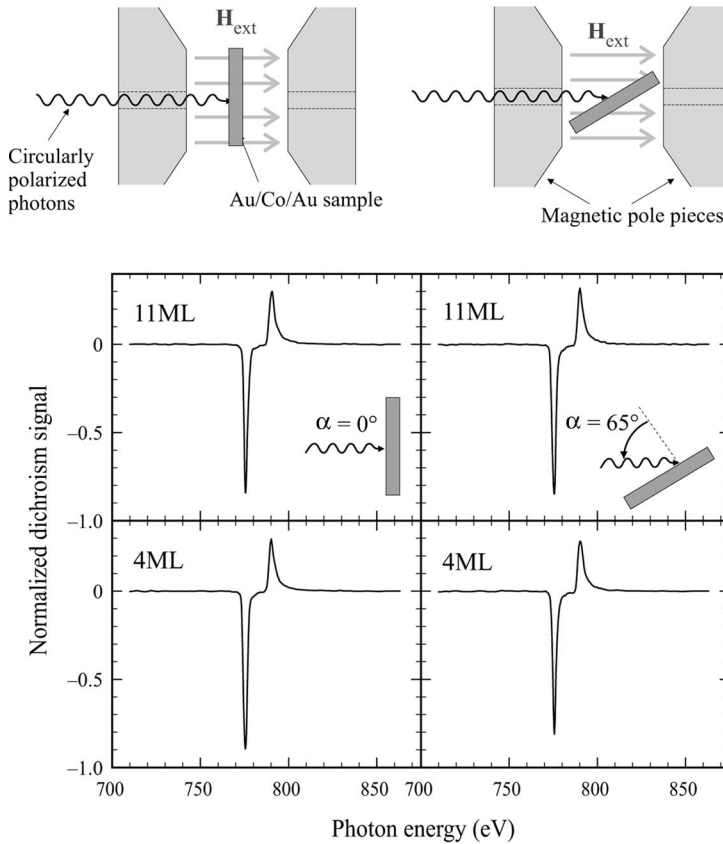 H_ext
H_ext
Circularly
polarized
photons
Au/Co/Au sample
Magnetic pole pieces
11ML
11ML
α = 0°
α = 65°
0
−0.5
−1.0
4ML
4ML
0
−0.5
−1.0
Normalized dichroism signal
700
750
800
850
750
800
850
Photon energy (eV)